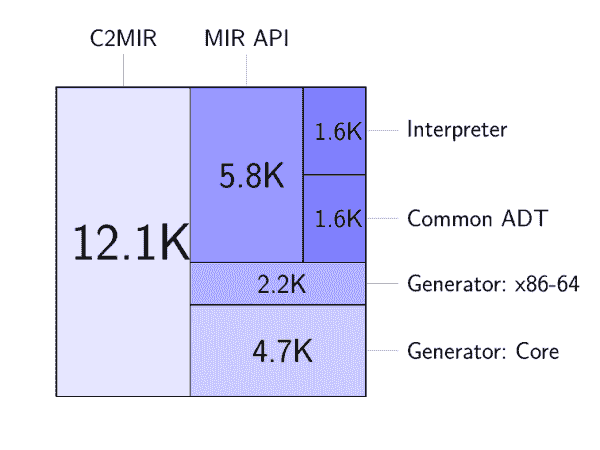 C2MIR
MIR API
1.6K
Interpreter
5.8K
1.6K
Common ADT
12.1K
2.2K
Generator: x86-64
4.7K
Generator: Core